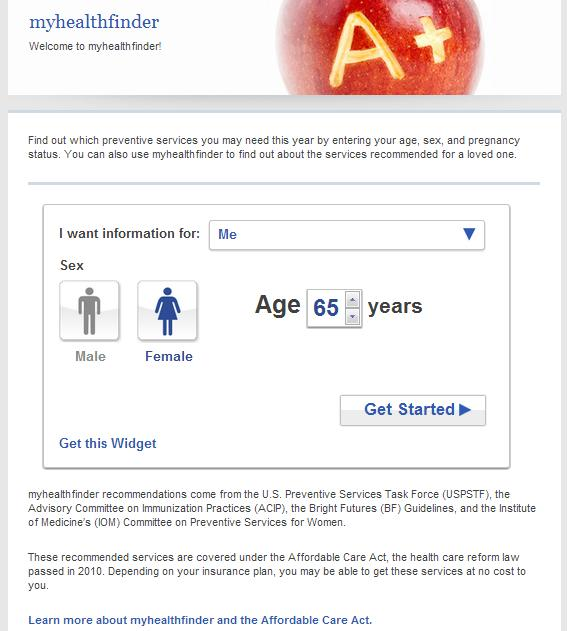 myhealthfinder
Welcome to myhealthfinder!
A+
Find out which preventive services you may need this year by entering your age, sex, and pregnancy
status. You can also use myhealthfinder to find out about the services recommended for a loved one.
I want information for: Me
Sex
Male
Female
Age 65 years
Get Started
Get this Widget
myhealthfinder recommendations come from the U.S. Preventive Services Task Force (USPSTF), the
Advisory Committee on Immunization Practices (ACIP), the Bright Futures (BF) Guidelines, and the Institute
of Medicine's (IOM) Committee on Preventive Services for Women.
These recommended services are covered under the Affordable Care Act, the health care reform law
passed in 2010. Depending on your insurance plan, you may be able to get these services at no cost to
you.
Learn more about myhealthfinder and the Affordable Care Act.